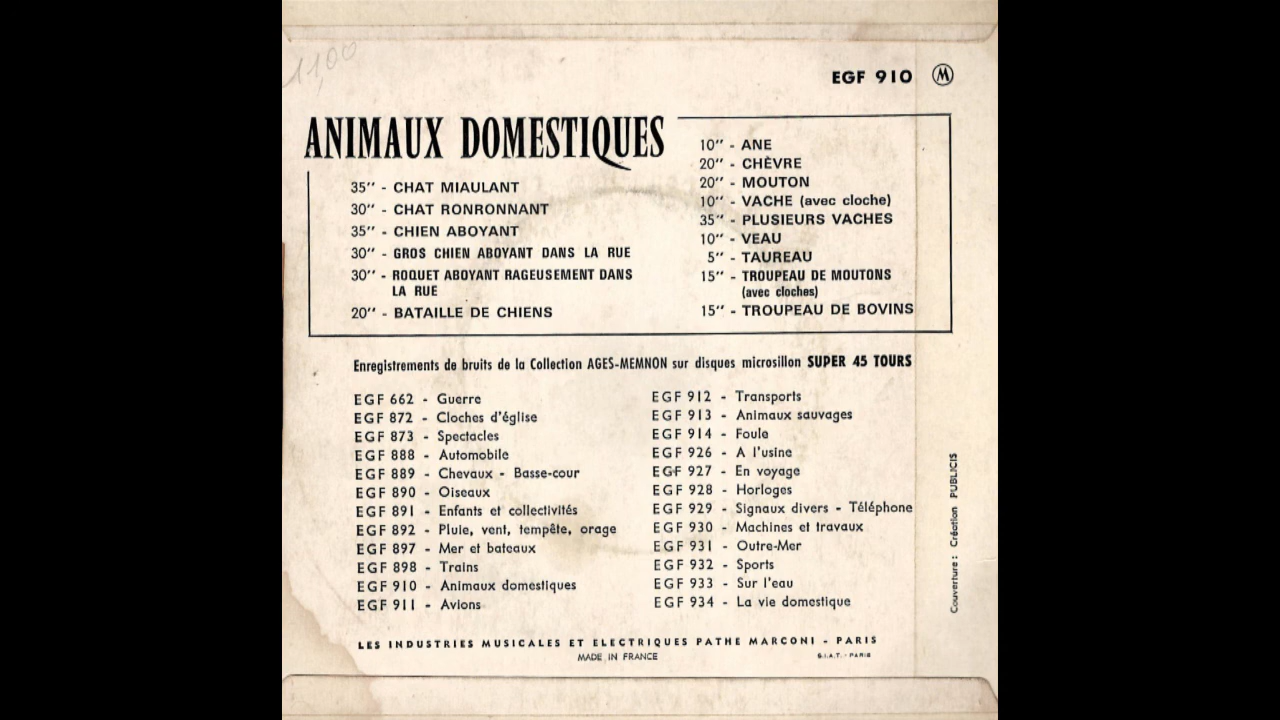 11,00
EGF 910 M
ANIMAUX DOMESTIQUES
35'' - CHAT MIAULANT
30'' - CHAT RONRONNANT
35'' - CHIEN ABOYANT
30'' - GROS CHIEN ABOYANT DANS LA RUE
30'' - ROQUET ABOYANT RAGEUSEMENT DANS
LA RUE
20'' - BATAILLE DE CHIENS
10'' - ANE
20'' - CHÈVRE
20'' - MOUTON
10'' - VACHE (avec cloche)
35'' - PLUSIEURS VACHES
10'' - VEAU
5'' - TAUREAU
15'' - TROUPEAU DE MOUTONS
(avec cloches)
15'' - TROUPEAU DE BOVINS
Enregistrements de bruits de la Collection AGES-MEMNON sur disques microsillon SUPER 45 TOURS
EGF 662 - Guerre
EGF 872 - Cloches d'église
EGF 873 - Spectacles
EGF 888 - Automobile
EGF 889 - Chevaux - Basse-cour
EGF 890 - Oiseaux
EGF 891 - Enfants et collectivités
EGF 892 - Pluie, vent, tempête, orage
EGF 897 - Mer et bateaux
EGF 898 - Trains
EGF 910 - Animaux domestiques
EGF 911 - Avions
EGF 912 - Transports
EGF 913 - Animaux sauvages
EGF 914 - Foule
EGF 926 - A l'usine
EGF 927 - En voyage
EGF 928 - Horloges
EGF 929 - Signaux divers - Téléphone
EGF 930 - Machines et travaux
EGF 931 - Outre-Mer
EGF 932 - Sports
EGF 933 - Sur l'eau
EGF 934 - La vie domestique
Couverture : Création PUBLICIS
LES INDUSTRIES MUSICALES ET ELECTRIQUES PATHE MARCONI - PARIS
MADE IN FRANCE
S.I.A.T. - PARIS